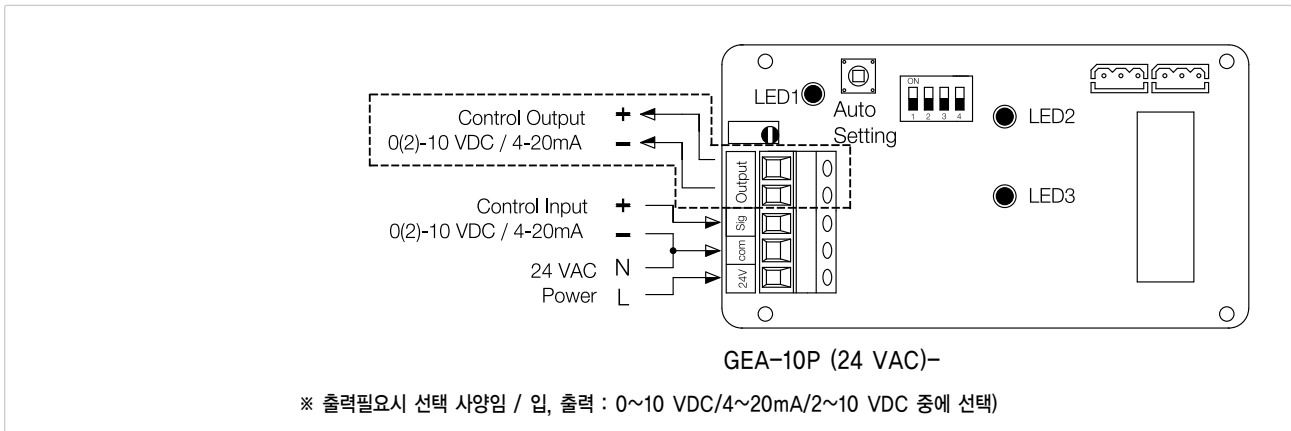 LED1
Auto
Setting
ON
1 2 3 4
LED2
LED3
Control Output +
0(2)-10 VDC / 4-20mA −
Output
Control Input +
0(2)-10 VDC / 4-20mA −
Sig
com
24 VAC N
Power L
24V
GEA-10P (24 VAC)-
※ 출력필요시 선택 사양임 / 입, 출력 : 0~10 VDC/4~20mA/2~10 VDC 중에 선택)